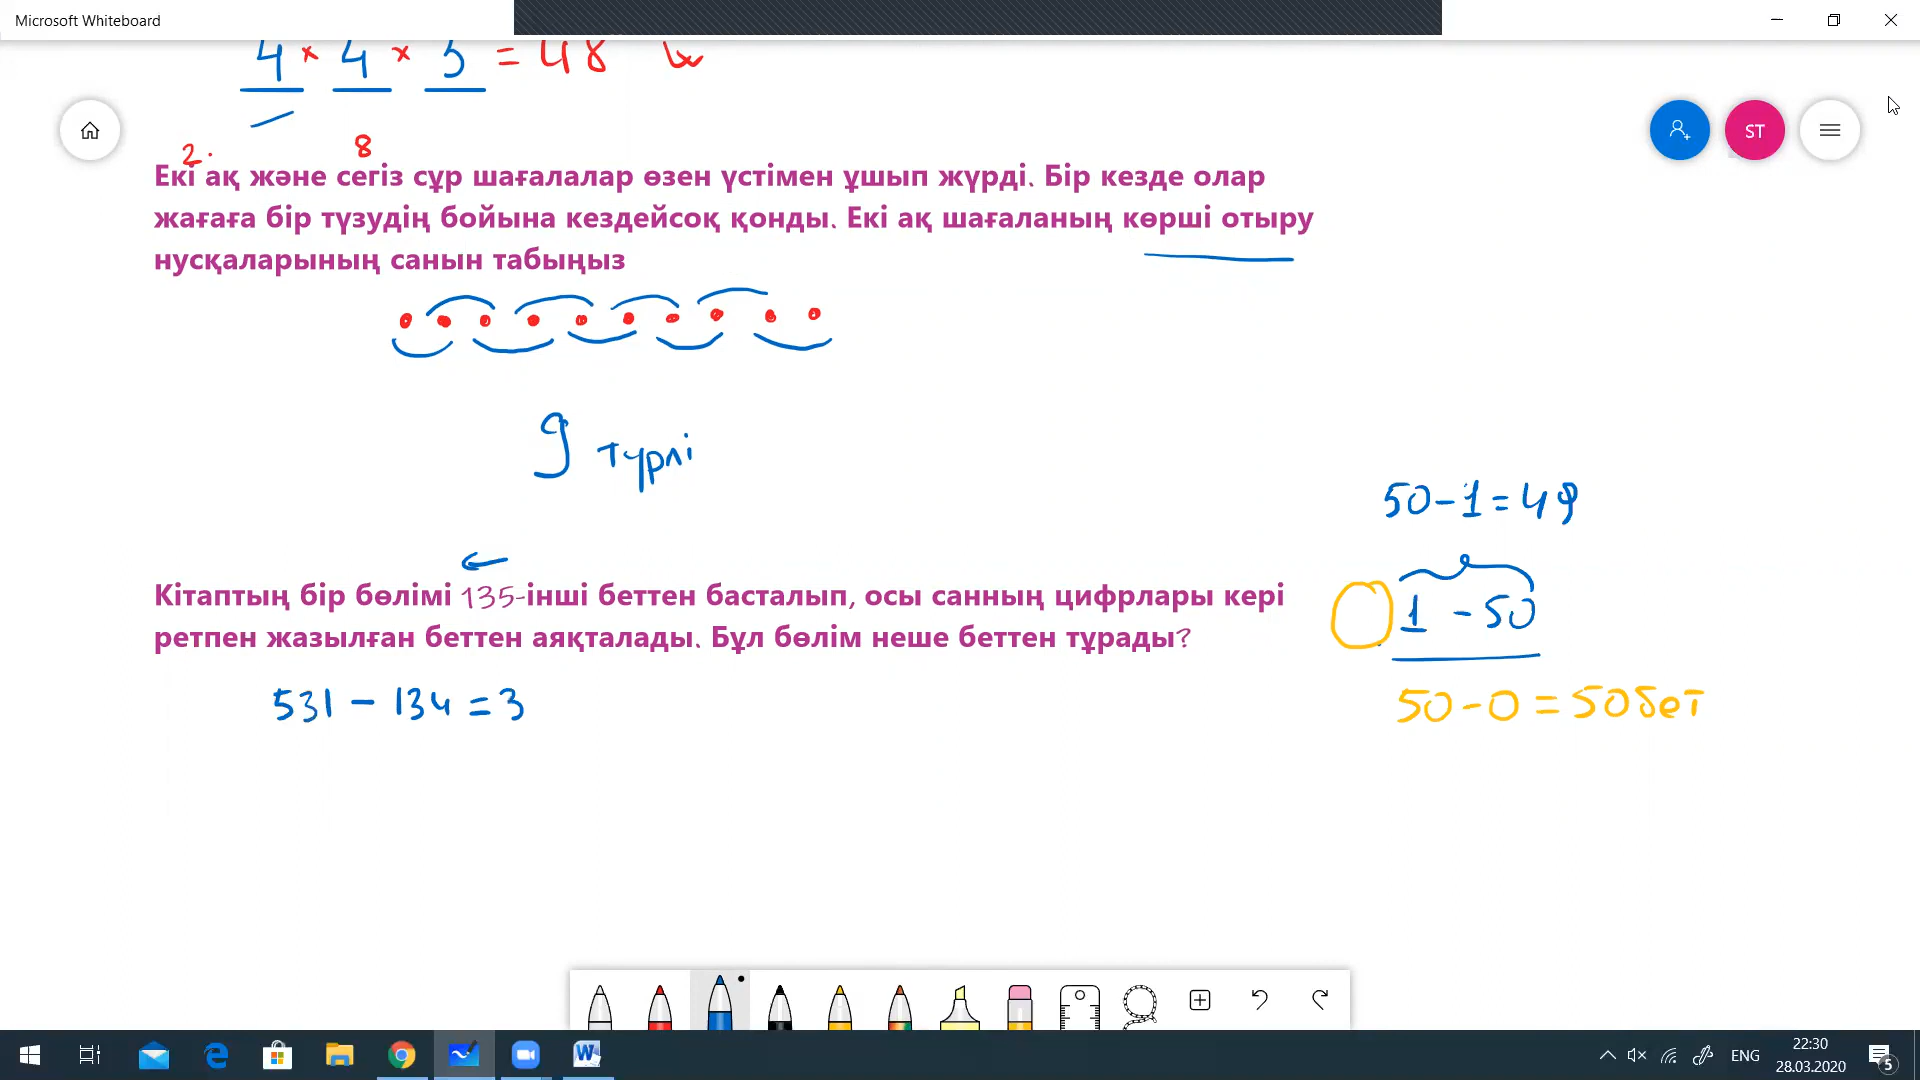 Microsoft Whiteboard
4 × 4 × 3 = 48
2.
8
ST
Екі ақ және сегіз сұр шағалалар өзен үстімен ұшып жүрді. Бір кезде олар
жағаға бір түзудің бойына кездейсоқ қонды. Екі ақ шағаланың көрші отыру
нұсқаларының санын табыңыз
9 түрлі
50-1=49
Кітаптың бір бөлімі 135-інші беттен басталып, осы санның цифрлары кері
ретпен жазылған беттен аяқталады. Бұл бөлім неше беттен тұрады?
1 - 50
531 - 134 = 3
50-0 = 50 бет
ENG
22:30
28.03.2020
5